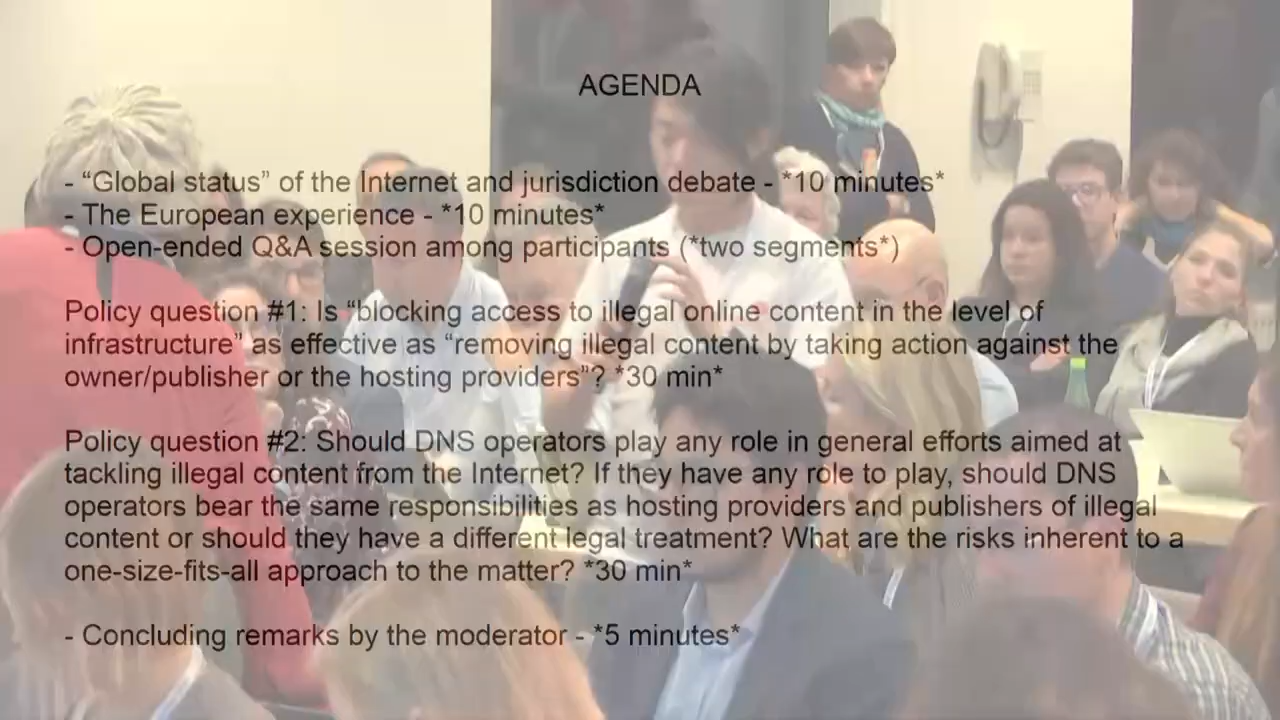 AGENDA
- “Global status” of the Internet and jurisdiction debate - *10 minutes*
- The European experience - *10 minutes*
- Open-ended Q&A session among participants (*two segments*)
Policy question #1: Is “blocking access to illegal online content in the level of
infrastructure” as effective as “removing illegal content by taking action against the
owner/publisher or the hosting providers”? *30 min*
Policy question #2: Should DNS operators play any role in general efforts aimed at
tackling illegal content from the Internet? If they have any role to play, should DNS
operators bear the same responsibilities as hosting providers and publishers of illegal
content or should they have a different legal treatment? What are the risks inherent to a
one-size-fits-all approach to the matter? *30 min*
- Concluding remarks by the moderator - *5 minutes*